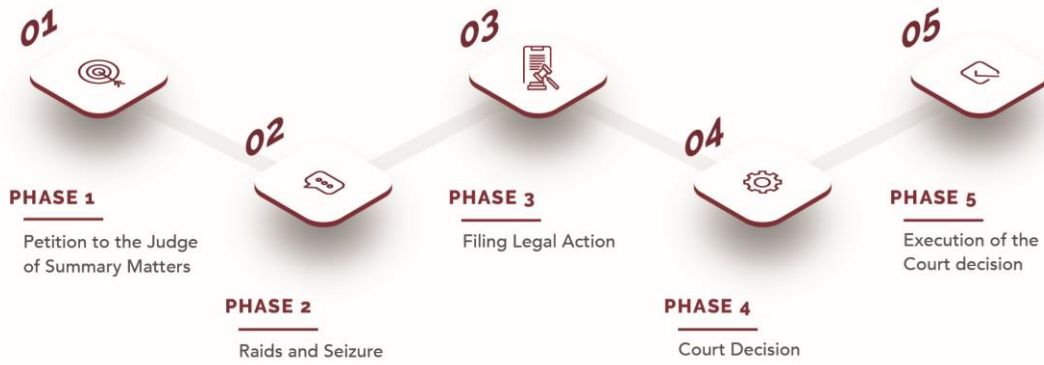 01
PHASE 1
Petition to the Judge
of Summary Matters
02
PHASE 2
Raids and Seizure
03
PHASE 3
Filing Legal Action
04
PHASE 4
Court Decision
05
PHASE 5
Execution of the
Court decision